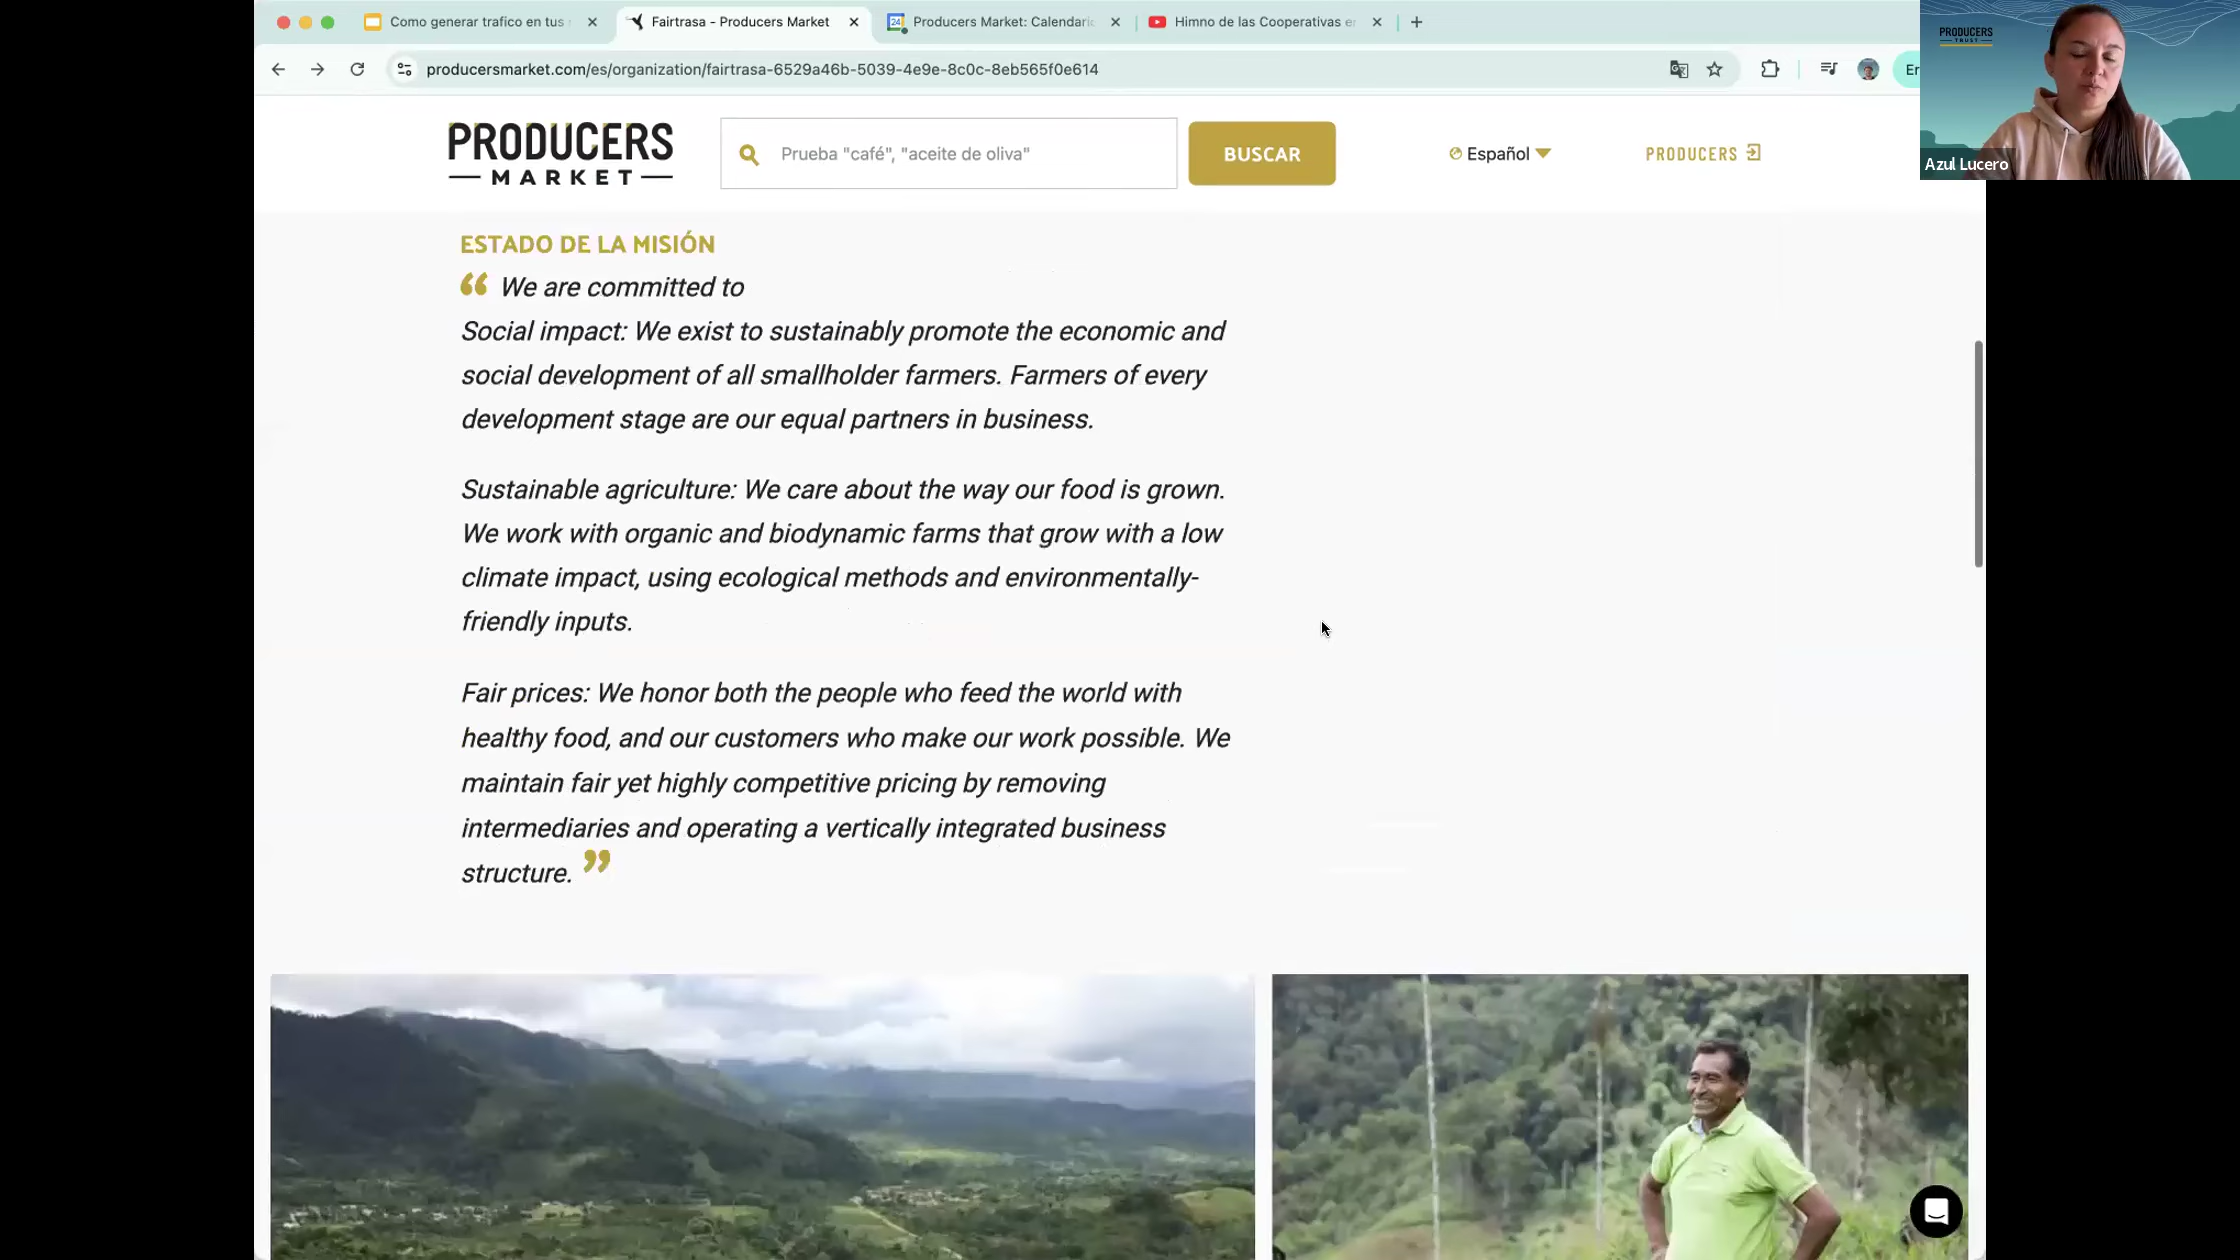 Como generar trafico en tus
Fairtrasa - Producers Market
24
Producers Market: Calendari
Himno de las Cooperativas e
producersmarket.com/es/organization/fairtrasa-6529a46b-5039-4e9e-8c0c-8eb565f0e614
Er
PRODUCERS
TRUST
Azul Lucero
PRODUCERS
MARKET
Prueba "café", "aceite de oliva"
BUSCAR
Español
PRODUCERS
ESTADO DE LA MISIÓN
“ We are committed to
Social impact: We exist to sustainably promote the economic and
social development of all smallholder farmers. Farmers of every
development stage are our equal partners in business.
Sustainable agriculture: We care about the way our food is grown.
We work with organic and biodynamic farms that grow with a low
climate impact, using ecological methods and environmentally-
friendly inputs.
Fair prices: We honor both the people who feed the world with
healthy food, and our customers who make our work possible. We
maintain fair yet highly competitive pricing by removing
intermediaries and operating a vertically integrated business
structure. ”